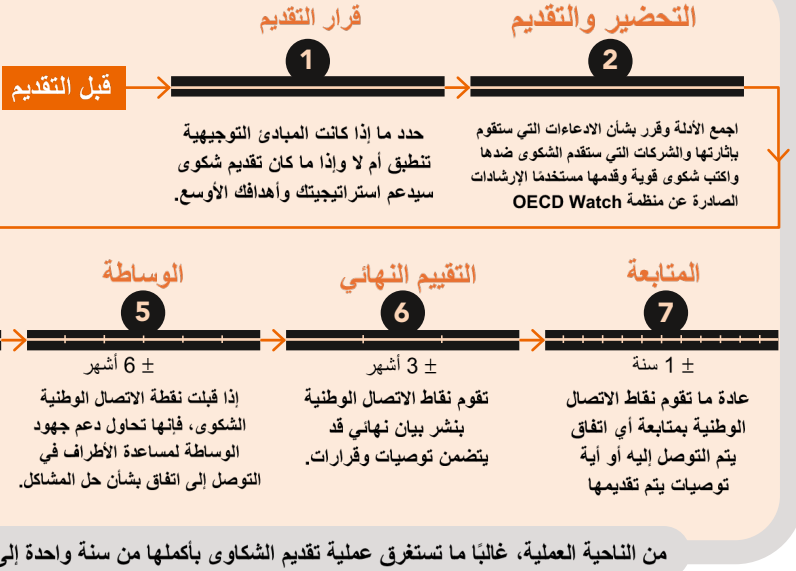 قبل التقديم
قرار التقديم
1
حدد ما إذا كانت المبادئ التوجيهية
تنطبق أم لا وإذا ما كان تقديم شكوى
سيدعم استراتيجيتك وأهدافك الأوسع.
التحضير والتقديم
2
اجمع الأدلة وقرر بشأن الادعاءات التي ستقوم
بإثارتها والشركات التي ستقدم الشكوى ضدها
واكتب شكوى قوية وقدمها مستخدمًا الإرشادات
الصادرة عن منظمة OECD Watch
الوساطة
5
± 6 أشهر
إذا قبلت نقطة الاتصال الوطنية
الشكوى، فإنها تحاول دعم جهود
الوساطة لمساعدة الأطراف في
التوصل إلى اتفاق بشأن حل المشاكل.
التقييم النهائي
6
± 3 أشهر
تقوم نقاط الاتصال الوطنية
بنشر بيان نهائي قد
يتضمن توصيات وقرارات.
المتابعة
7
± 1 سنة
عادة ما تقوم نقاط الاتصال
الوطنية بمتابعة أي اتفاق
يتم التوصل إليه أو أية
توصيات يتم تقديمها
من الناحية العملية، غالبًا ما تستغرق عملية تقديم الشكاوى بأكملها من سنة واحدة إلى